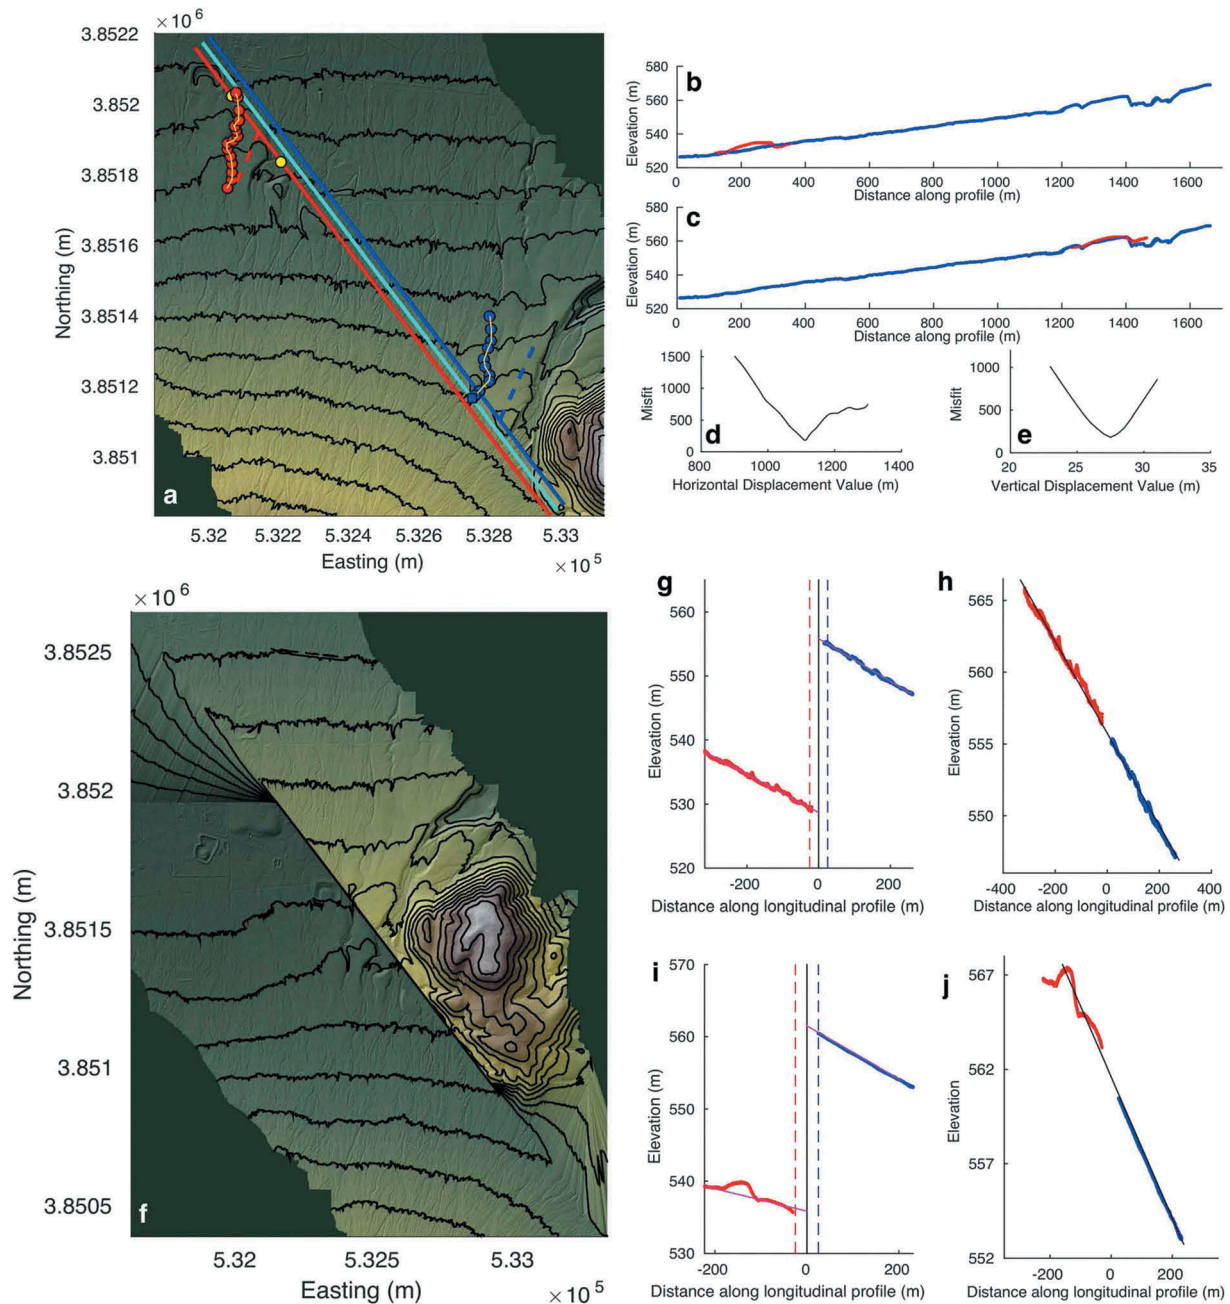 × 10⁶
3.8522
3.852
3.8518
3.8516
3.8514
3.8512
3.851
Northing (m)
a
5.32 5.322 5.324 5.326 5.328 5.33
Easting (m)
× 10⁵
b
580
560
540
520
Elevation (m)
0 200 400 600 800 1000 1200 1400 1600
Distance along profile (m)
c
580
560
540
520
Elevation (m)
0 200 400 600 800 1000 1200 1400 1600
Distance along profile (m)
1500
1000
500
0
Misfit
d
800 1000 1200 1400
Horizontal Displacement Value (m)
1000
500
0
Misfit
e
20 25 30 35
Vertical Displacement Value (m)
× 10⁶
3.8525
3.852
3.8515
3.851
3.8505
Northing (m)
f
5.32 5.325 5.33
Easting (m)
× 10⁵
g
560
550
540
530
520
Elevation (m)
-200 0 200
Distance along longitudinal profile (m)
h
565
560
555
550
Elevation (m)
-400 -200 0 200 400
Distance along longitudinal profile (m)
i
570
560
550
540
530
Elevation (m)
-200 0 200
Distance along longitudinal profile (m)
j
567
562
557
552
Elevation
-200 0 200
Distance along longitudinal profile (m)